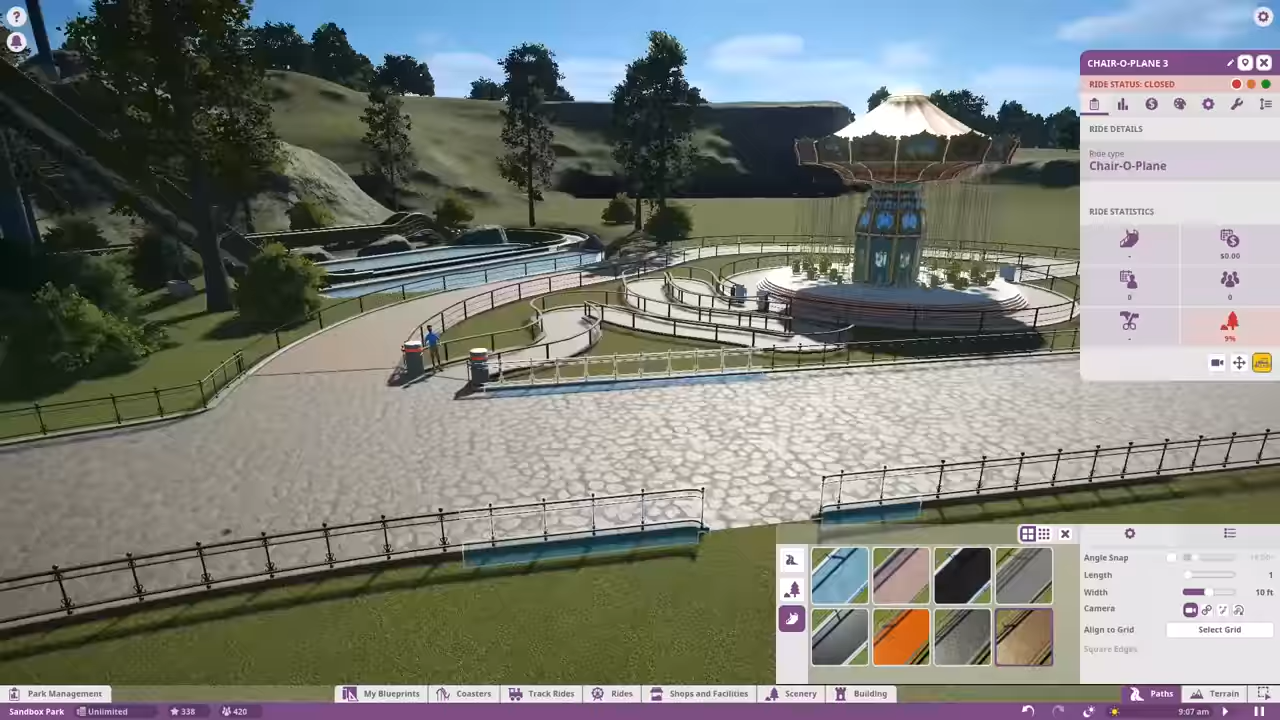 ?
CHAIR-O-PLANE 3
RIDE STATUS: CLOSED
RIDE DETAILS
Ride type
Chair-O-Plane
RIDE STATISTICS
-
$0.00
0
0
-
9%
Angle Snap
Length
1
Width
10 ft
Camera
Align to Grid
Select Grid
Square Edges
Park Management
My Blueprints
Coasters
Track Rides
Rides
Shops and Facilities
Scenery
Building
Paths
Terrain
Sandbox Park
Unlimited
338
420
9:07 am